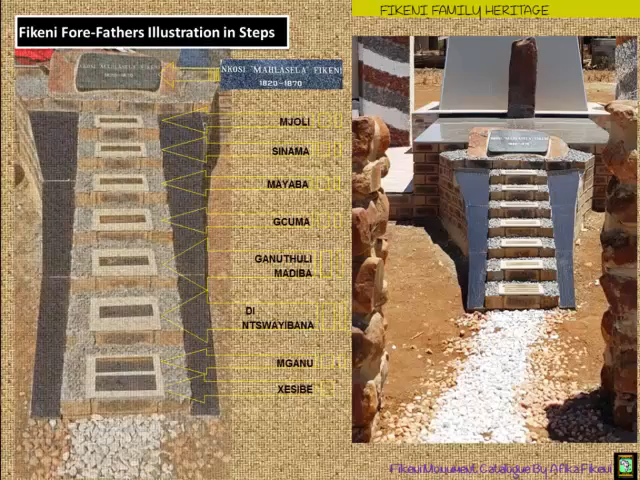 FIKENI FAMILY HERITAGE
Fikeni Fore-Fathers Illustration in Steps
NKOSI "MAHLASELA" FIKENI
1820-1870
MJOLI
SINAMA
MAYABA
GCUMA
GANUTHULI
MADIBA
DI
NTSWAYIBANA
MGANU
XESIBE
Fikeni Monument Catalogue By Afika Fikeni